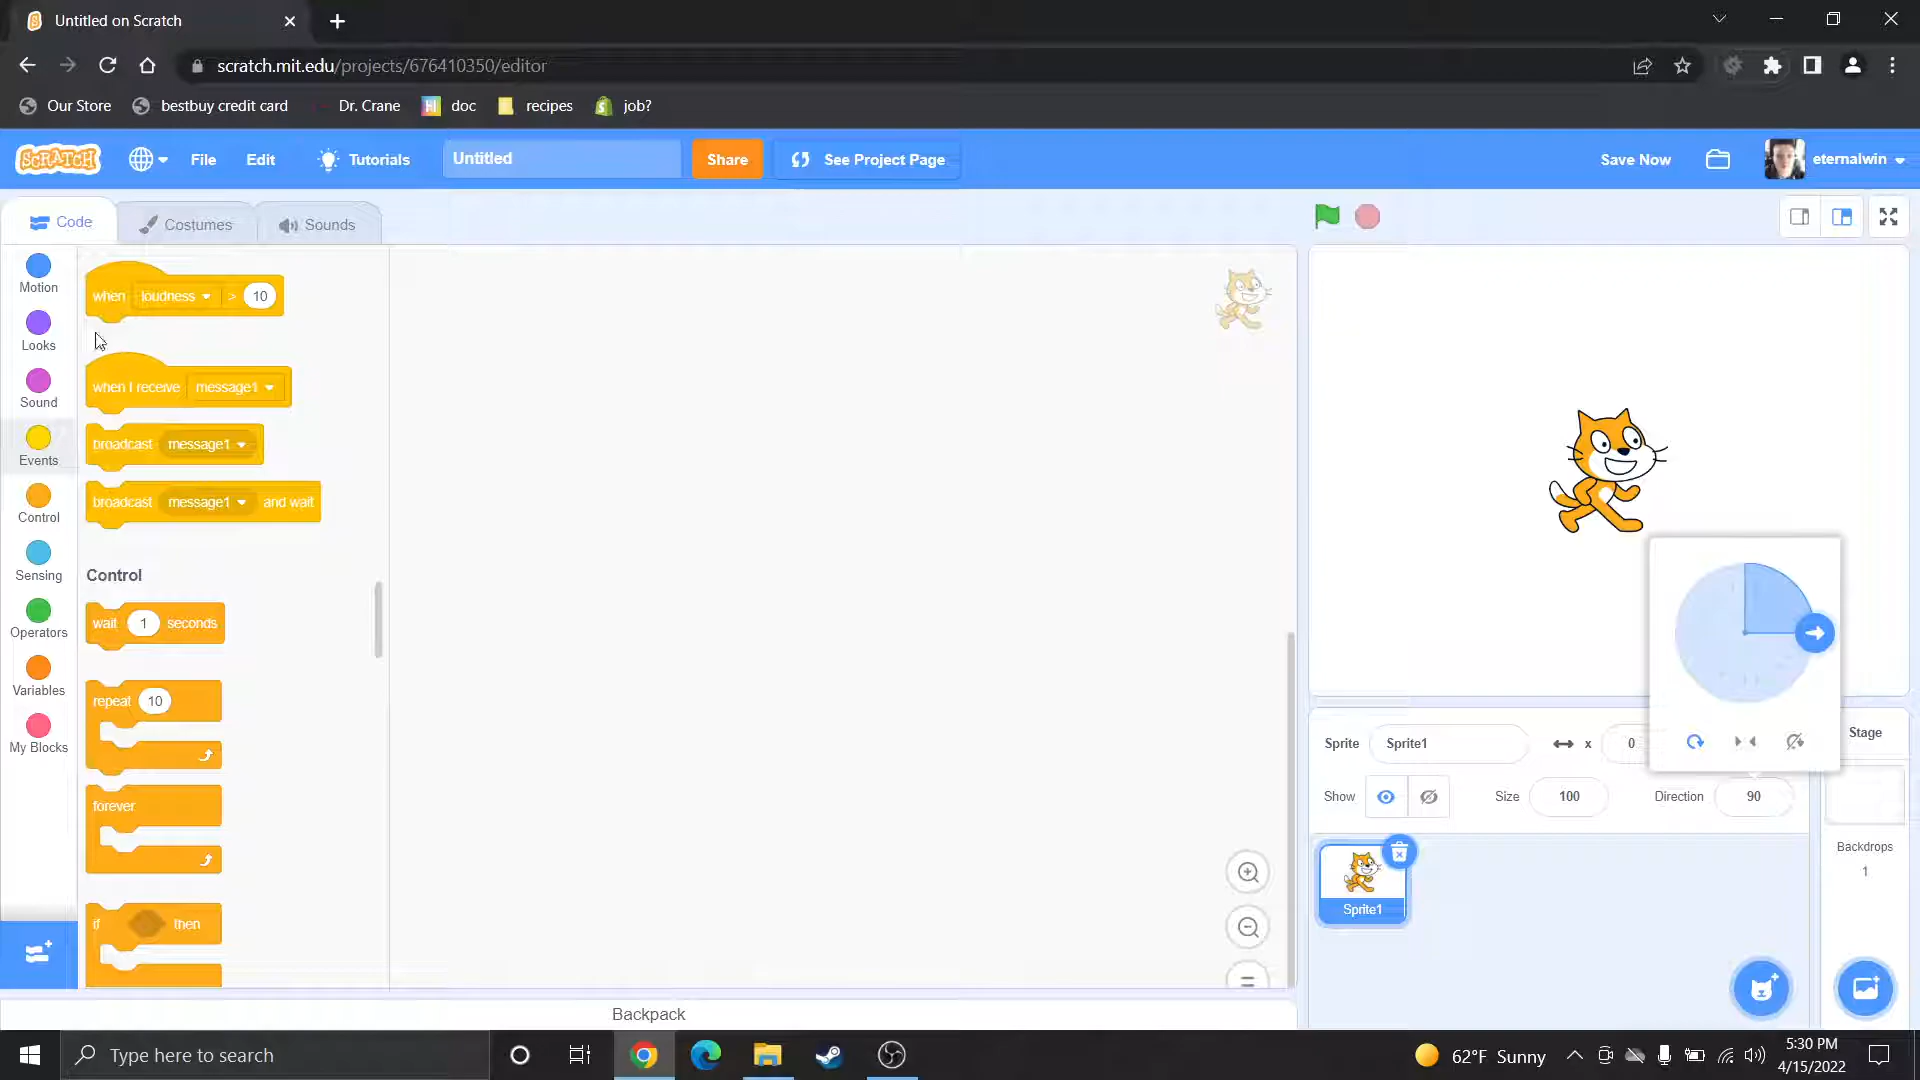 Untitled on Scratch
scratch.mit.edu/projects/676410350/editor
Our Store
bestbuy credit card
Dr. Crane
doc
recipes
job?
SCRATCH
File
Edit
Tutorials
Untitled
Share
See Project Page
Save Now
eternalwin
Code
Costumes
Sounds
Motion
Looks
Sound
Events
Control
Sensing
Operators
Variables
My Blocks
when loudness > 10
when I receive message1
broadcast message1
broadcast message1 and wait
Control
wait 1 seconds
repeat 10
forever
if then
Backpack
Sprite Sprite1 x 0
Show Size 100 Direction 90
Sprite1
Stage
Backdrops
1
Type here to search
62°F Sunny
5:30 PM
4/15/2022